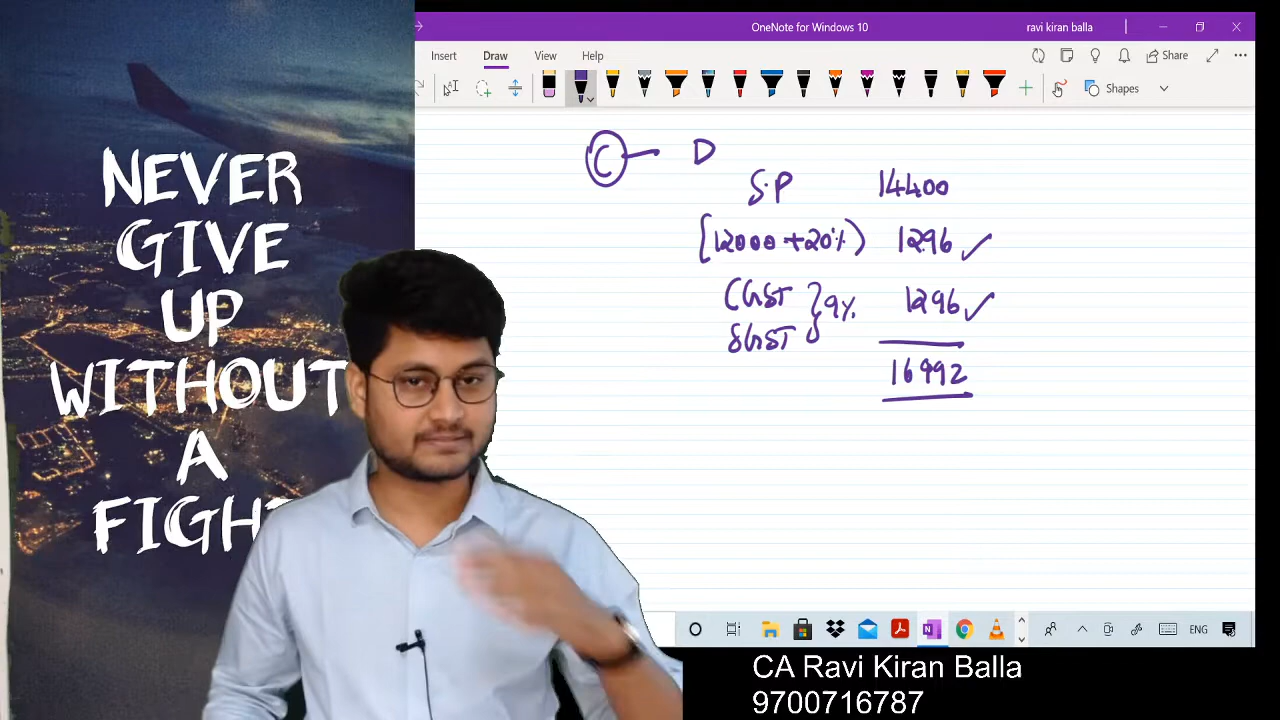 NEVER
GIVE
UP
WITHOUT
A
FIGH
OneNote for Windows 10
ravi kiran balla
Insert Draw View Help
Share
Shapes
C — D
S.P 14400
[12000 + 20%) 1296 ✓
CGST } 9% 1296 ✓
SGST
16992
ENG
CA Ravi Kiran Balla
9700716787